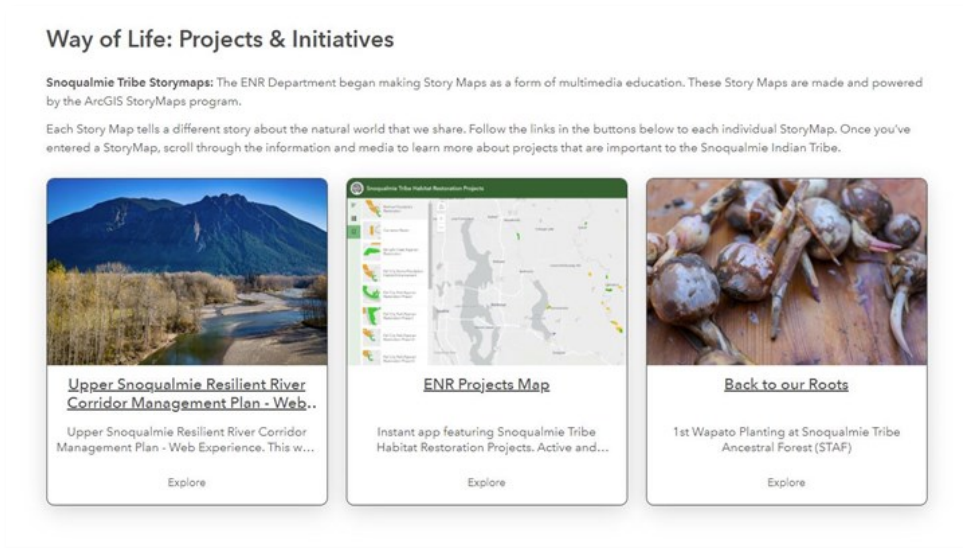 Way of Life: Projects & Initiatives
Snoqualmie Tribe Storymaps: The ENR Department began making Story Maps as a form of multimedia education. These Story Maps are made and powered
by the ArcGIS StoryMaps program.
Each Story Map tells a different story about the natural world that we share. Follow the links in the buttons below to each individual StoryMap. Once you've
entered a StoryMap, scroll through the information and media to learn more about projects that are important to the Snoqualmie Indian Tribe.
Snoqualmie Tribe Habitat Restoration Projects
Upper Snoqualmie Resilient River
Corridor Management Plan - Web..
Upper Snoqualmie Resilient River Corridor
Management Plan - Web Experience. This w...
Explore
ENR Projects Map
Instant app featuring Snoqualmie Tribe
Habitat Restoration Projects. Active and...
Explore
Back to our Roots
1st Wapato Planting at Snoqualmie Tribe
Ancestral Forest (STAF)
Explore